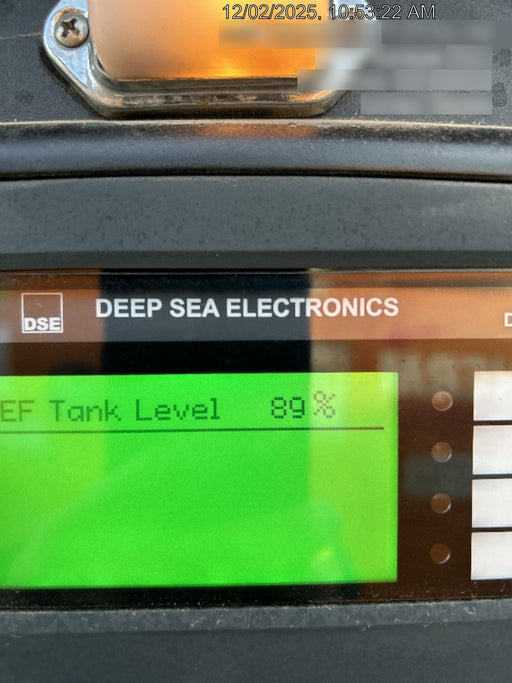 12/02/2025, 10:53:22 AM
DSE
DEEP SEA ELECTRONICS
D
EF Tank Level 89%